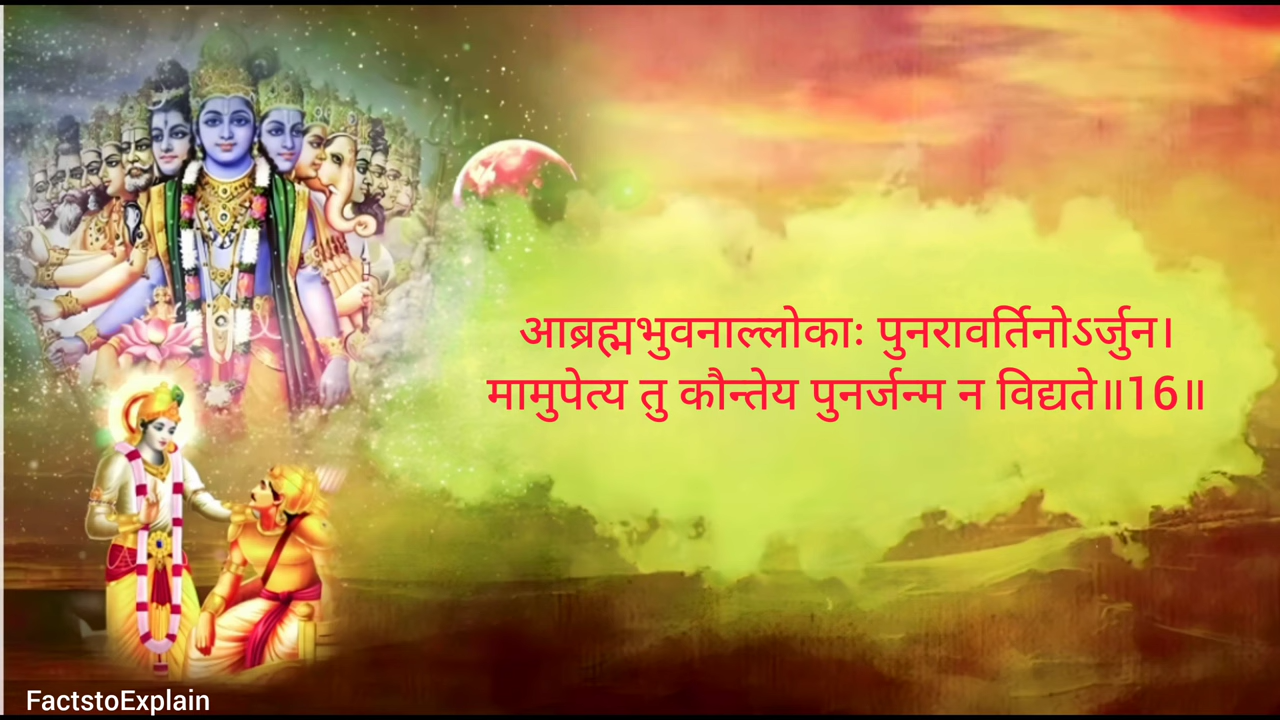 आब्रह्मभुवनाल्लोकाः पुनरावर्तिनोऽर्जुन।
मामुपेत्य तु कौन्तेय पुनर्जन्म न विद्यते॥16॥
FactstoExplain